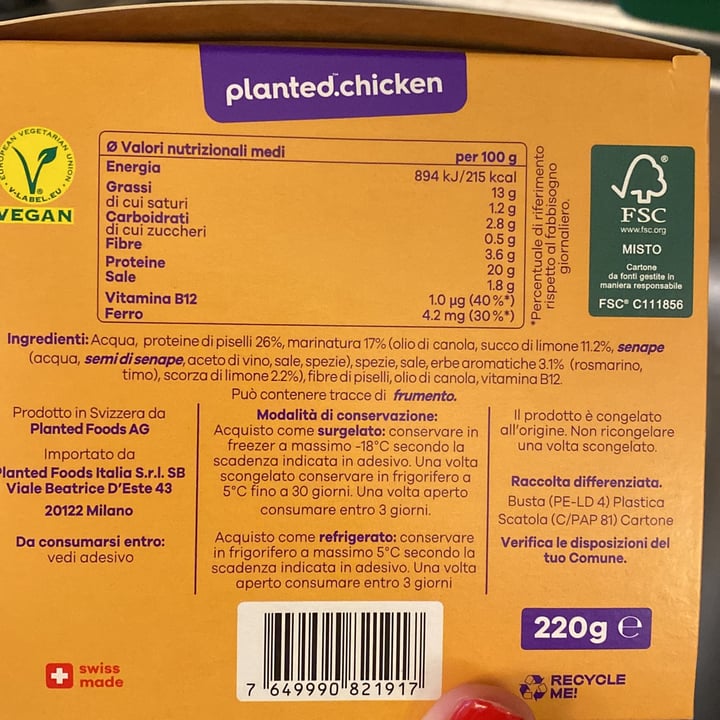 planted.chicken™
EUROPEAN VEGETARIAN UNION
V-LABEL.EU
VEGAN
Ø Valori nutrizionali medi per 100 g
Energia 894 kJ/215 kcal
Grassi 13 g
di cui saturi 1.2 g
Carboidrati 2.8 g
di cui zuccheri 0.5 g
Fibre 3.6 g
Proteine 20 g
Sale 1.8 g
Vitamina B12 1.0 µg (40%*)
Ferro 4.2 mg (30%*)
*Percentuale di riferimento
rispetto al fabbisogno
giornaliero.
FSC®
www.fsc.org
MISTO
Cartone
da fonti gestite in
maniera responsabile
FSC® C111856
Ingredienti: Acqua, proteine di piselli 26%, marinatura 17% (olio di canola, succo di limone 11.2%, senape
(acqua, semi di senape, aceto di vino, sale, spezie), spezie, sale, erbe aromatiche 3.1% (rosmarino,
timo), scorza di limone 2.2%), fibre di piselli, olio di canola, vitamina B12.
Può contenere tracce di frumento.
Prodotto in Svizzera da
Planted Foods AG
Importato da
Planted Foods Italia S.r.l. SB
Viale Beatrice D'Este 43
20122 Milano
Da consumarsi entro:
vedi adesivo
Modalità di conservazione:
Acquisto come surgelato: conservare in
freezer a massimo -18°C secondo la
scadenza indicata in adesivo. Una volta
scongelato conservare in frigorifero a
5°C fino a 30 giorni. Una volta aperto
consumare entro 3 giorni.
Acquisto come refrigerato: conservare
in frigorifero a massimo 5°C secondo la
scadenza indicata in adesivo. Una volta
aperto consumare entro 3 giorni
Il prodotto è congelato
all'origine. Non ricongelare
una volta scongelato.
Raccolta differenziata.
Busta (PE-LD 4) Plastica
Scatola (C/PAP 81) Cartone
Verifica le disposizioni del
tuo Comune.
swiss
made
7 649990 821917
220g e
RECYCLE
ME!